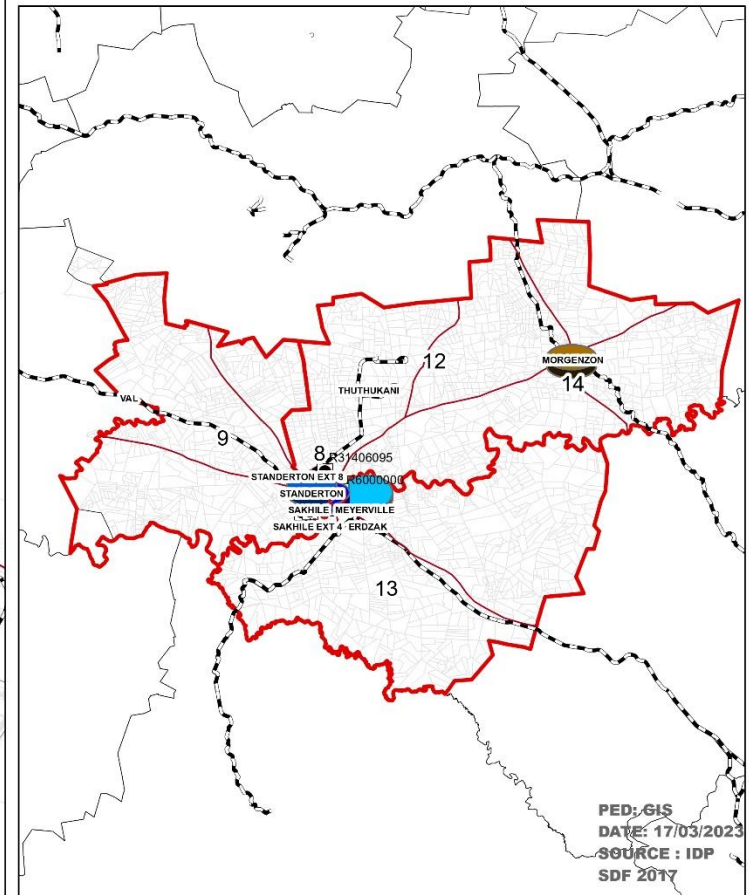 MORGENZON
12
14
THUTHUKANI
VAL
9
8
R31406095
STANDERTON EXT 8
R6000000
STANDERTON
SAKHILE
MEYERVILLE
SAKHILE EXT 4
ERDZAK
13
PED: GIS
DATE: 17/03/2023
SOURCE : IDP
SDF 2017